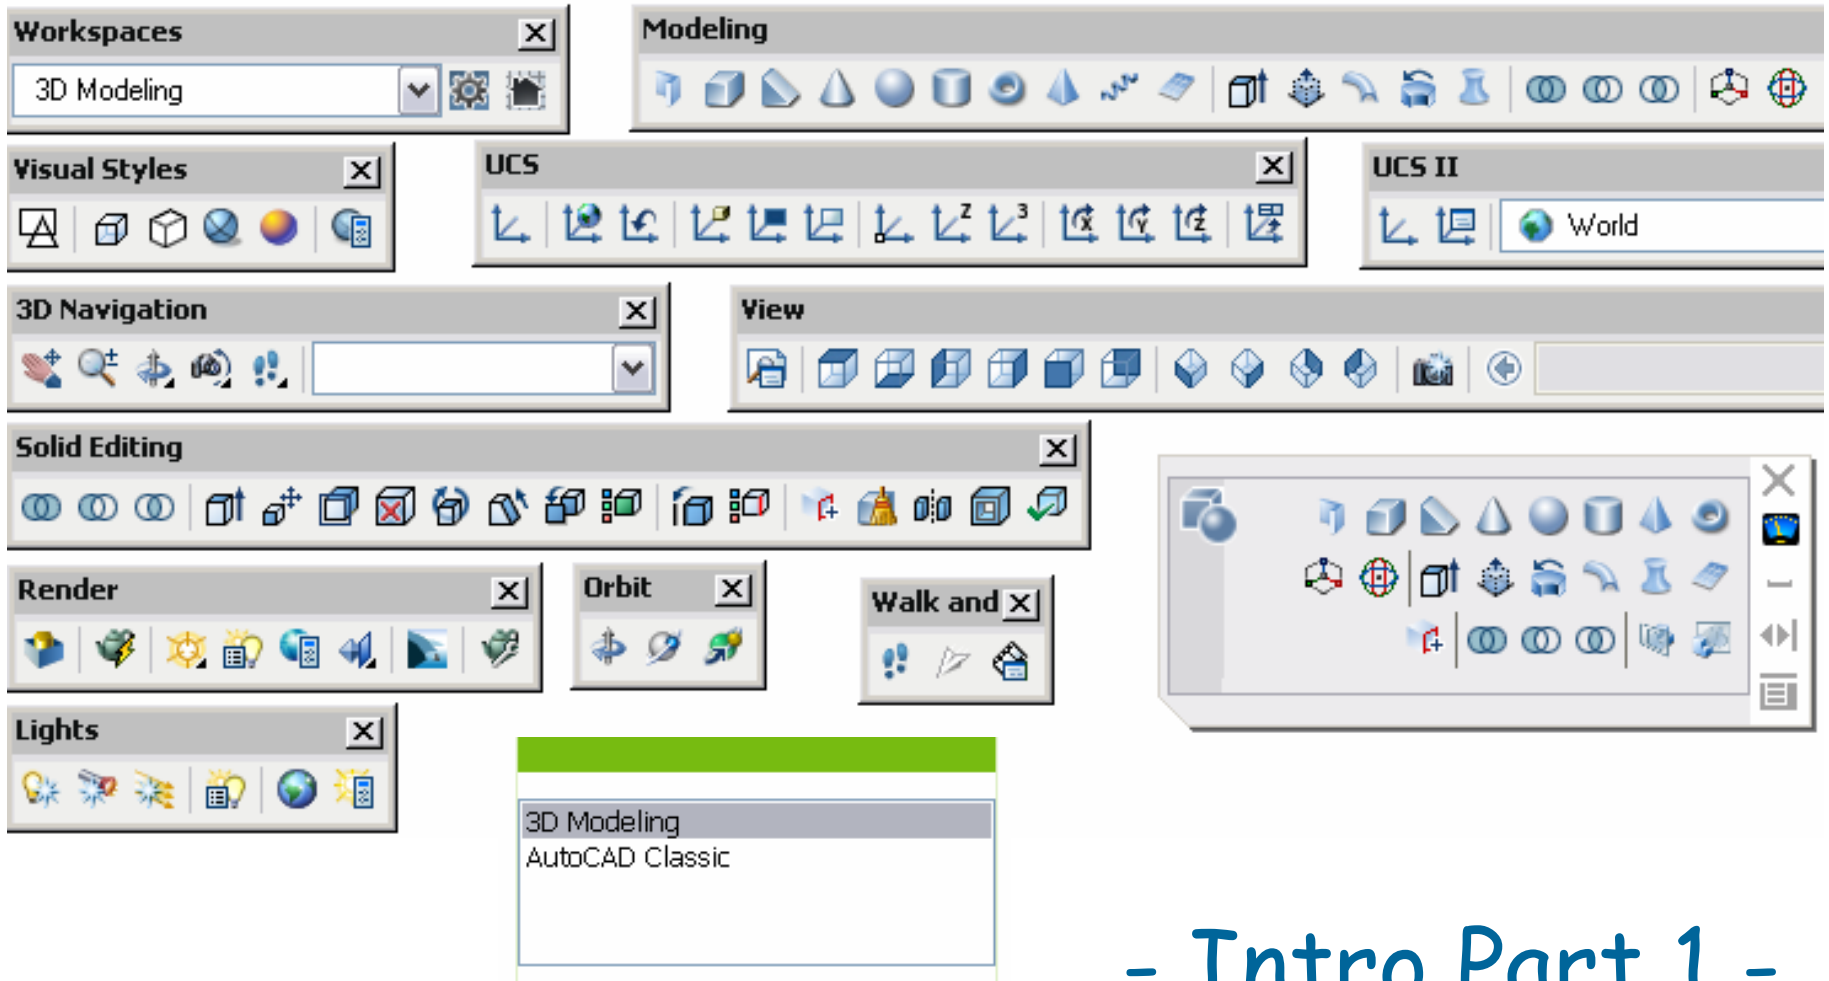 Workspaces
3D Modeling
Modeling
Visual Styles
UCS
UCS II
World
3D Navigation
View
Solid Editing
Render
Orbit
Walk and
Lights
3D Modeling
AutoCAD Classic
- Intro Part 1 -